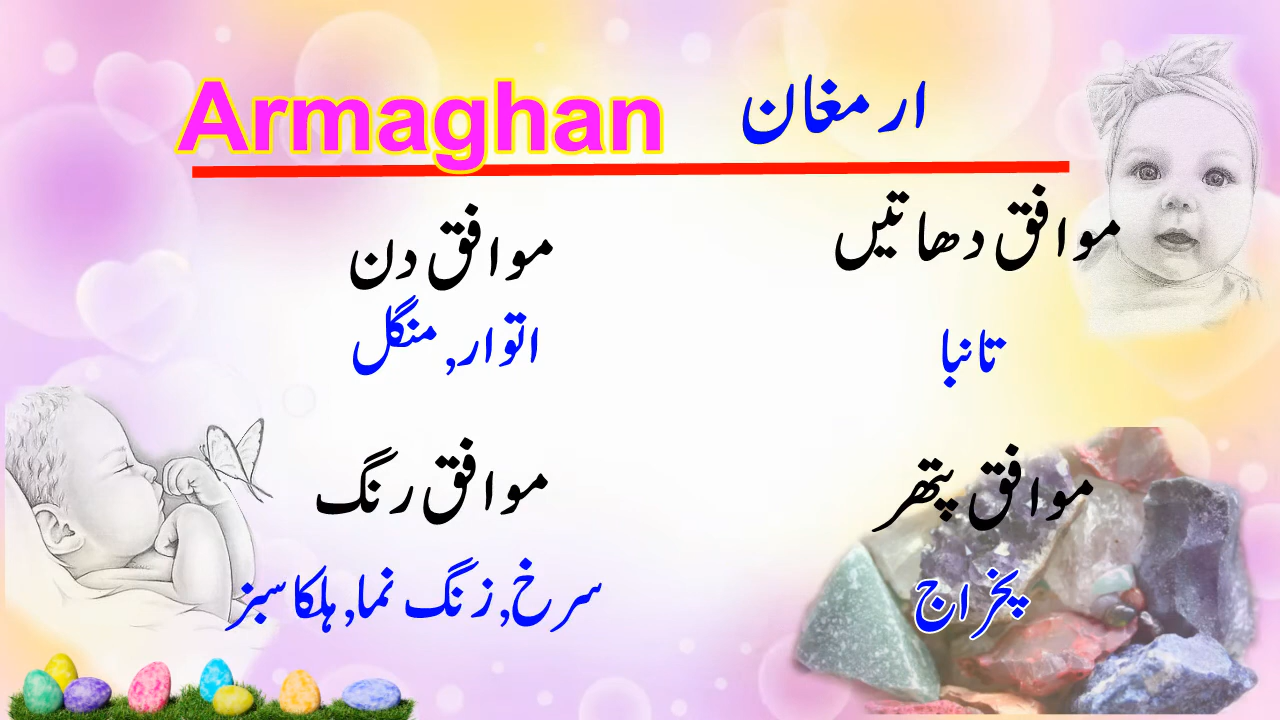 Armaghan ارمغان
موافق دھاتیں
تانبا
موافق دن
اتوار, منگل
موافق پتھر
پخراج
موافق رنگ
سرخ, زنگ نما, ہلکا سبز